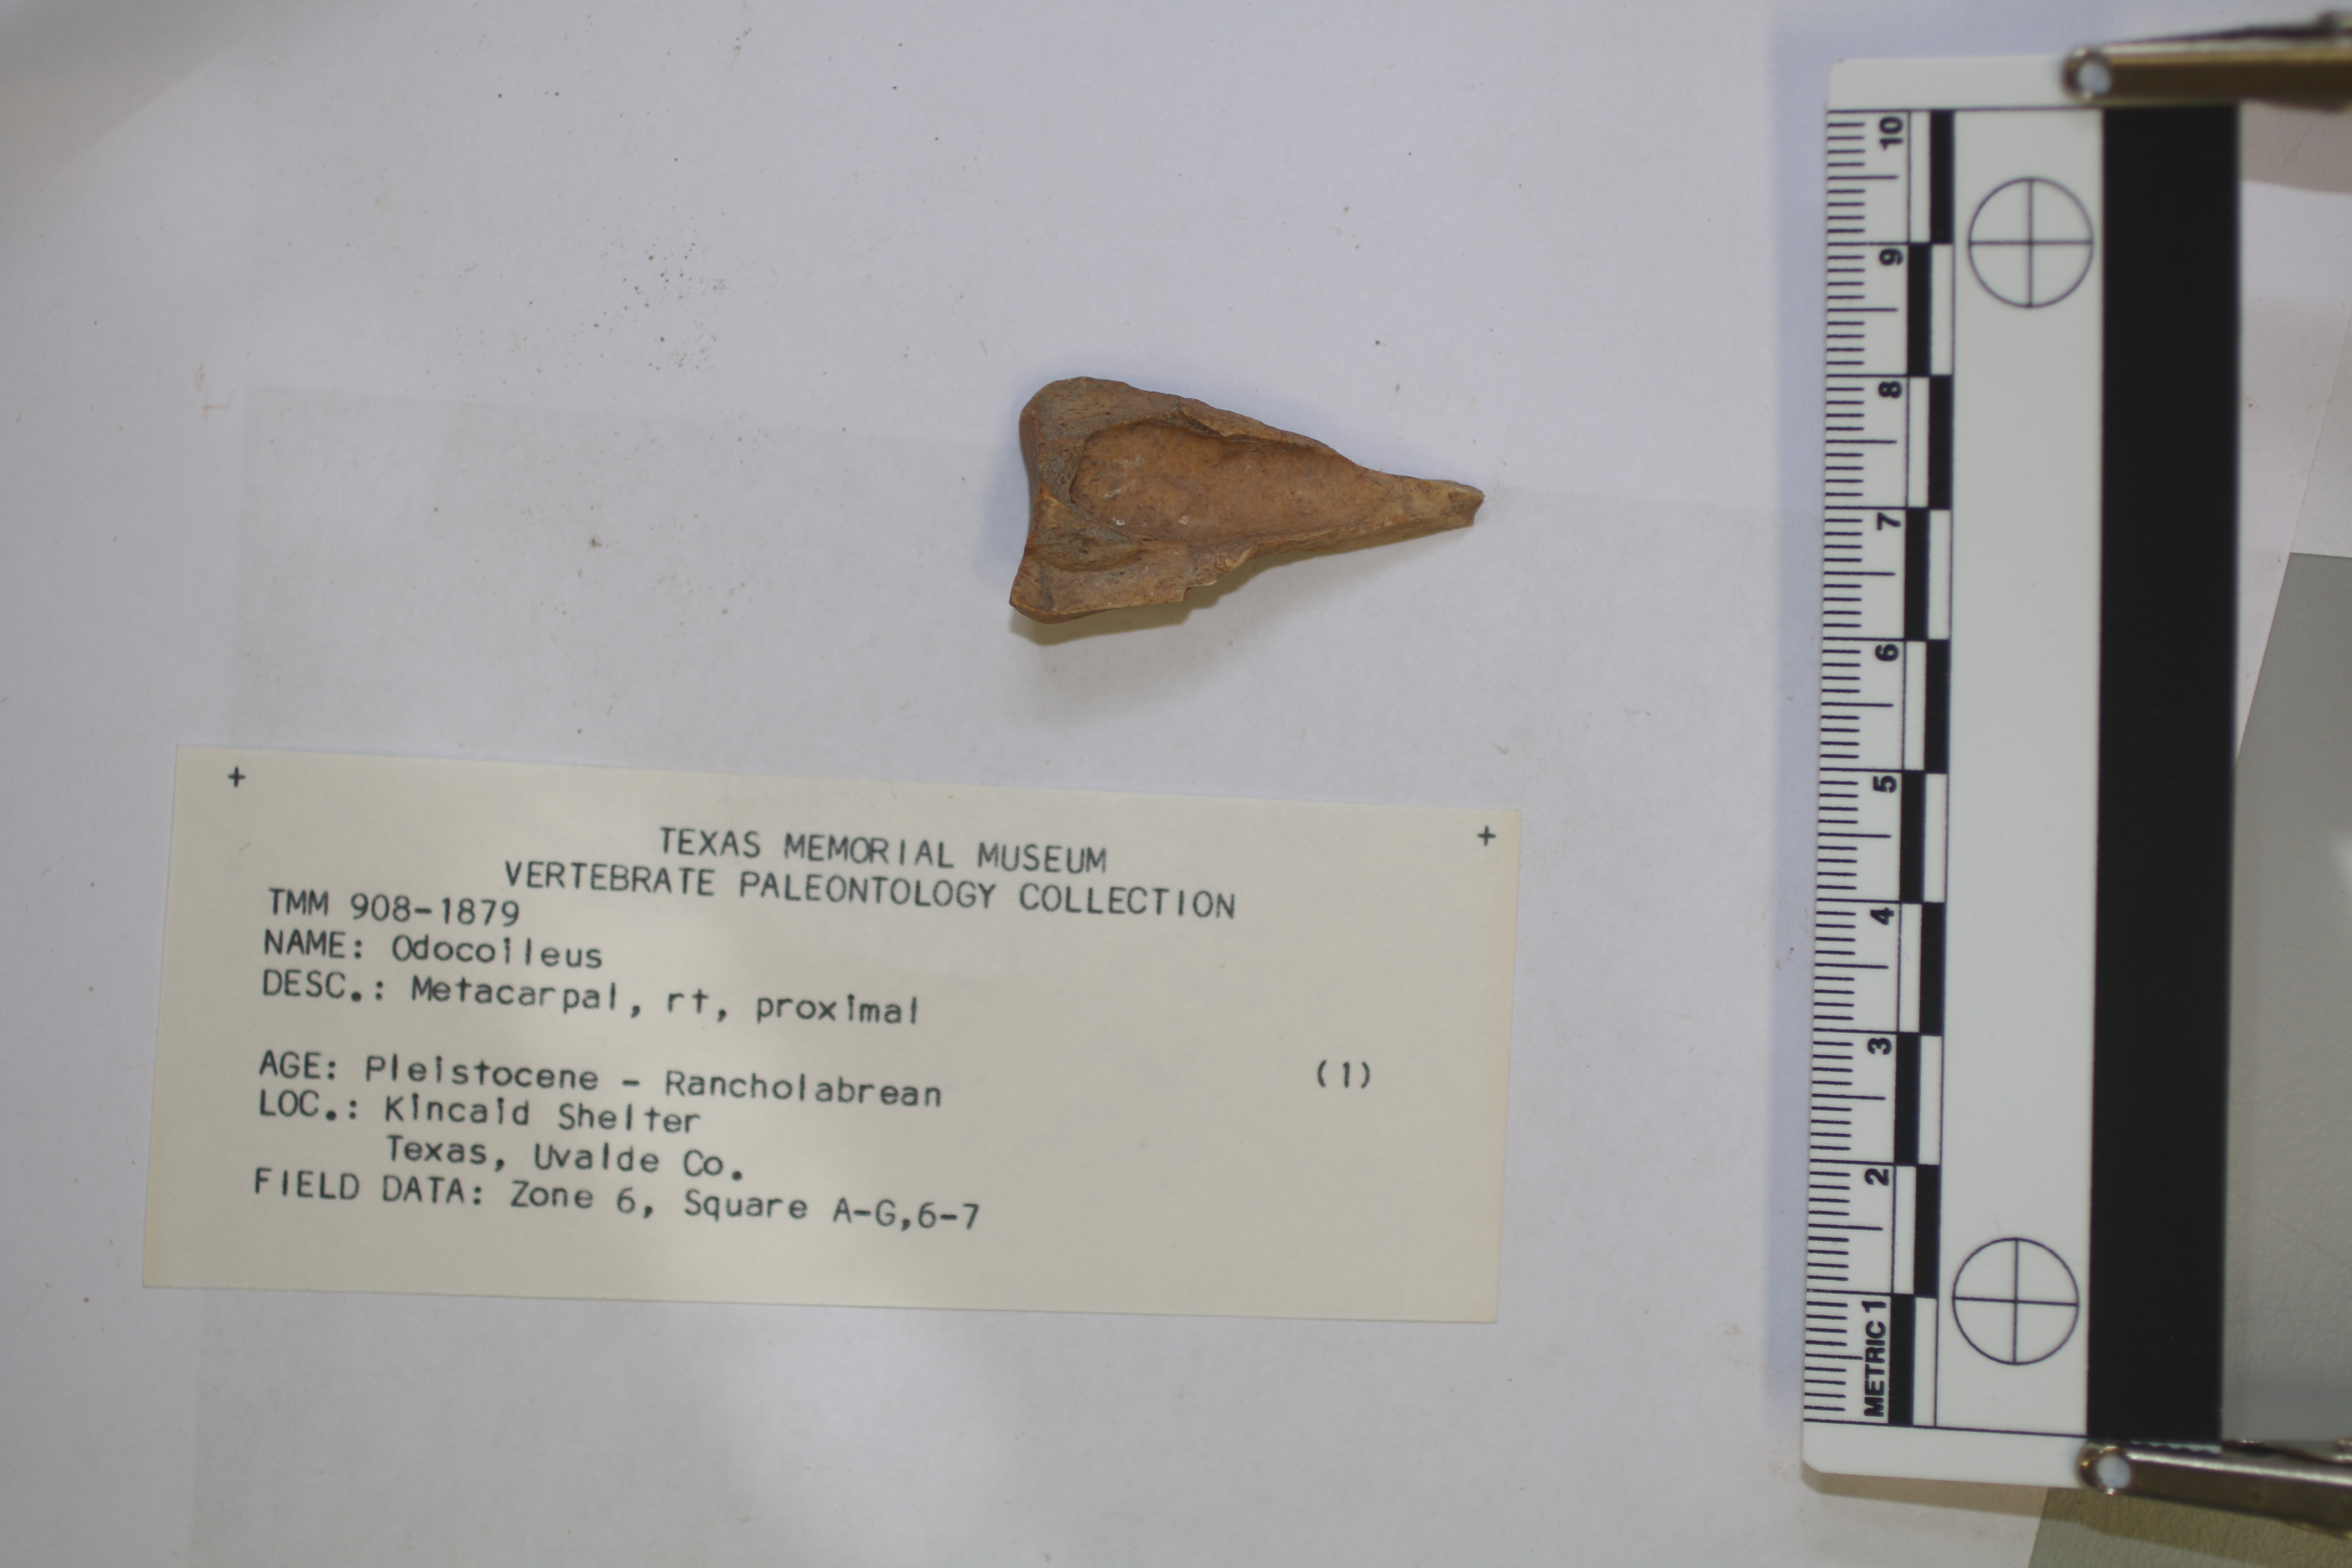 +
+
TEXAS MEMORIAL MUSEUM
VERTEBRATE PALEONTOLOGY COLLECTION
TMM 908-1879
NAME: Odocoileus
DESC.: Metacarpal, rt, proximal
(1)
AGE: Pleistocene - Rancholabrean
LOC.: Kincaid Shelter
Texas, Uvalde Co.
FIELD DATA: Zone 6, Square A-G,6-7
METRIC 1 2 3 4 5 6 7 8 9 10